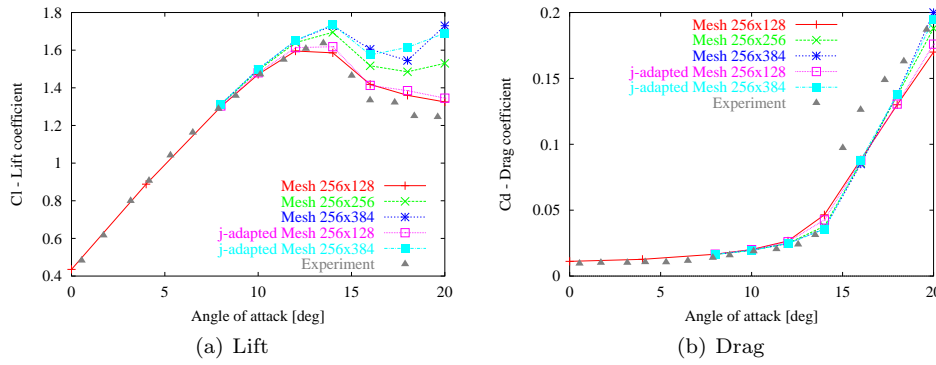 1.8
1.6
1.4
1.2
1
0.8
0.6
0.4
Cl - Lift coefficient
Mesh 256x128
Mesh 256x256
Mesh 256x384
j-adapted Mesh 256x128
j-adapted Mesh 256x384
Experiment
0 5 10 15 20
Angle of attack [deg]
(a) Lift
0.2
0.15
0.1
0.05
0
Cd - Drag coefficient
Mesh 256x128
Mesh 256x256
Mesh 256x384
j-adapted Mesh 256x128
j-adapted Mesh 256x384
Experiment
0 5 10 15 20
Angle of attack [deg]
(b) Drag